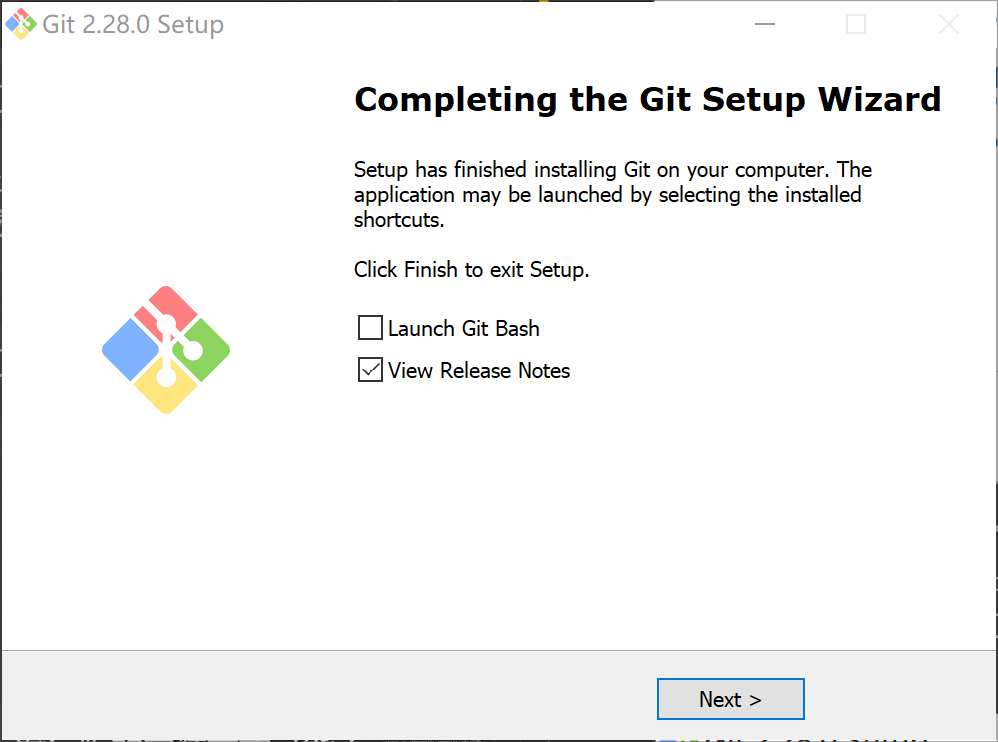 Git 2.28.0 Setup
Completing the Git Setup Wizard
Setup has finished installing Git on your computer. The
application may be launched by selecting the installed
shortcuts.
Click Finish to exit Setup.
Launch Git Bash
View Release Notes
Next >